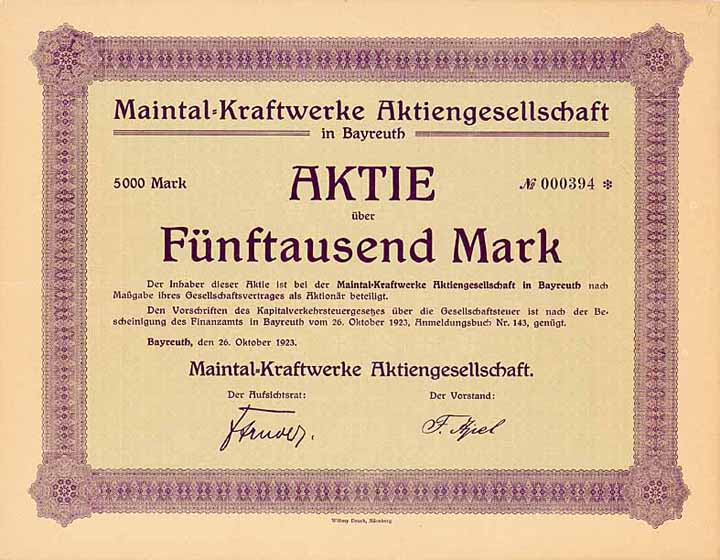 Maintal-Kraftwerke Aktiengesellschaft
in Bayreuth
5000 Mark
AKTIE
№ 000394 *
über
Fünftausend Mark
Der Inhaber dieser Aktie ist bei der Maintal-Kraftwerke Aktiengesellschaft in Bayreuth nach
Maßgabe ihres Gesellschaftsvertrages als Aktionär beteiligt.
Den Vorschriften des Kapitalverkehrsteuergesetzes über die Gesellschaftsteuer ist nach der Be-
scheinigung des Finanzamts in Bayreuth vom 26. Oktober 1923, Anmeldungsbuch Nr. 143, genügt.
Bayreuth, den 26. Oktober 1923.
Maintal-Kraftwerke Aktiengesellschaft.
Der Aufsichtsrat:
Der Vorstand:
Nürnberg